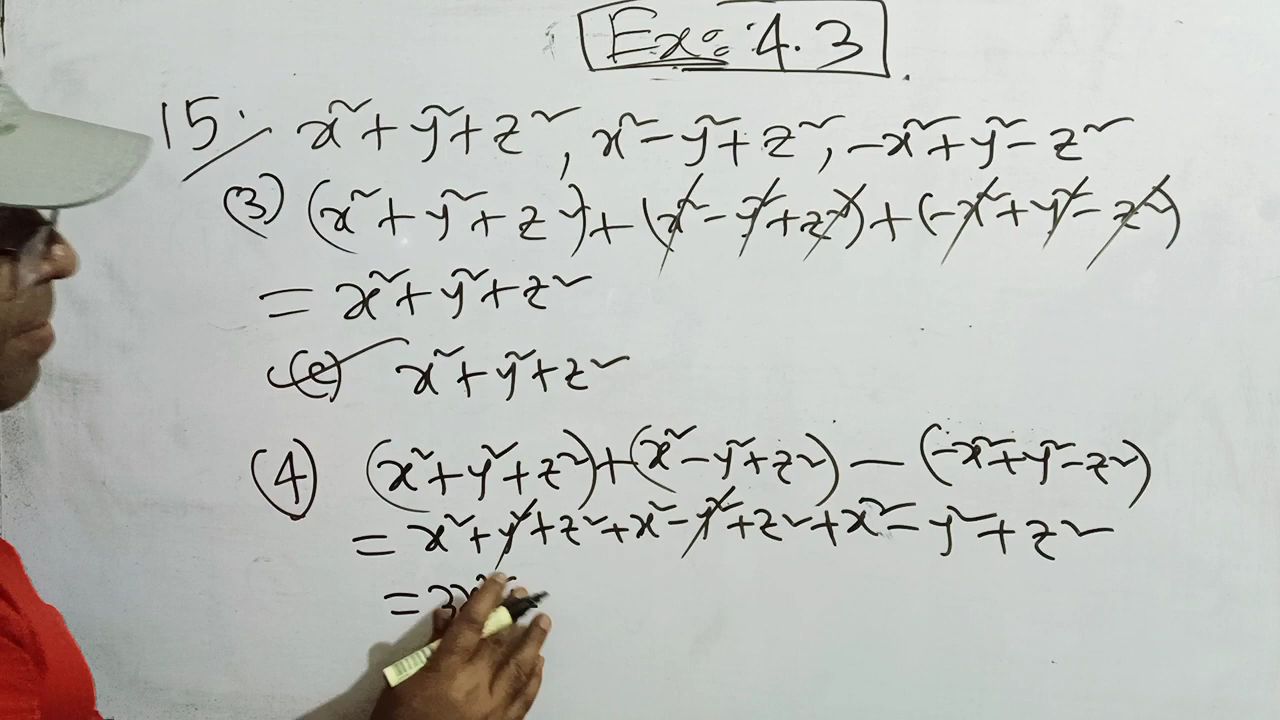 Ex: 4.3
15. x² + y² + z², x² - y² + z², -x² + y² - z²
(3) (x² + y² + z²) + (x² - y² + z²) + (-x² + y² - z²)
= x² + y² + z²
x² + y² + z²
(4) (x² + y² + z²) + (x² - y² + z²) - (-x² + y² - z²)
= x² + y² + z² + x² - y² + z² + x² - y² + z²
= 3x²